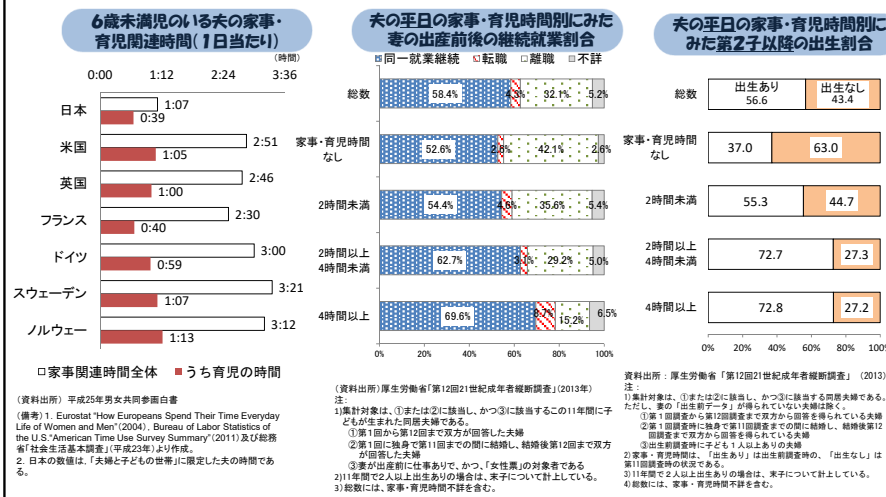 6歳未満児のいる夫の家事・
育児関連時間(1日当たり)
(時間)
0:00 1:12 2:24 3:36
日本 1:07
0:39
米国 2:51
1:05
英国 2:46
1:00
フランス 2:30
0:40
ドイツ 3:00
0:59
スウェーデン 3:21
1:07
ノルウェー 3:12
1:13
□家事関連時間全体 ■うち育児の時間
(資料出所) 平成25年男女共同参画白書
(備考) 1. Eurostat "How Europeans Spend Their Time Everyday
Life of Women and Men"(2004)、Bureau of Labor Statistics of
the U.S."American Time Use Survey Summary"(2011)及び総務
省「社会生活基本調査」(平成23年)より作成。
2. 日本の数値は、「夫婦と子どもの世帯」に限定した夫の時間であ
る。
夫の平日の家事・育児時間別にみた
妻の出産前後の継続就業割合
同一就業継続 転職 離職 不詳
総数 58.4% 4.3% 32.1% 5.2%
家事・育児時間
なし
52.6% 2.6% 42.1% 2.6%
2時間未満 54.4% 4.6% 35.6% 5.4%
2時間以上
4時間未満
62.7% 3.1% 29.2% 5.0%
4時間以上 69.6% 8.7% 15.2% 6.5%
0% 20% 40% 60% 80% 100%
(資料出所)厚生労働省「第12回21世紀成年者縦断調査」(2013年)
注:
1)集計対象は、①または②に該当し、かつ③に該当するこの11年間に子
どもが生まれた同居夫婦である。
①第1回から第12回まで双方が回答した夫婦
②第1回に独身で第11回までの間に結婚し、結婚後第12回まで双方
が回答した夫婦
③妻が出産前に仕事ありで、かつ、「女性票」の対象者である
2)11年間で2人以上出生ありの場合は、末子について計上している。
3)総数には、家事・育児時間不詳を含む。
夫の平日の家事・育児時間別に
みた第2子以降の出生割合
総数 出生あり 出生なし
56.6 43.4
家事・育児時間
なし
37.0 63.0
2時間未満 55.3 44.7
2時間以上
4時間未満
72.7 27.3
4時間以上 72.8 27.2
0% 20% 40% 60% 80% 100%
資料出所:厚生労働省「第12回21世紀成年者縦断調査」(2013)
注:
1)集計対象は、①または②に該当し、かつ③に該当する同居夫婦である。
ただし、妻の「出生前データ」が得られていない夫婦は除く。
①第1回調査から第12回調査まで双方から回答を得られている夫婦
②第1回調査時に独身で第11回調査までの間に結婚し、結婚後第12
回調査まで双方から回答を得られている夫婦
③出生前調査時に子ども1人以上ありの夫婦
2)家事・育児時間は、「出生あり」は出生前調査時の、「出生なし」は
第11回調査時の状況である。
3)11年間で2人以上出生ありの場合は、末子について計上している。
4)総数には、家事・育児時間不詳を含む。